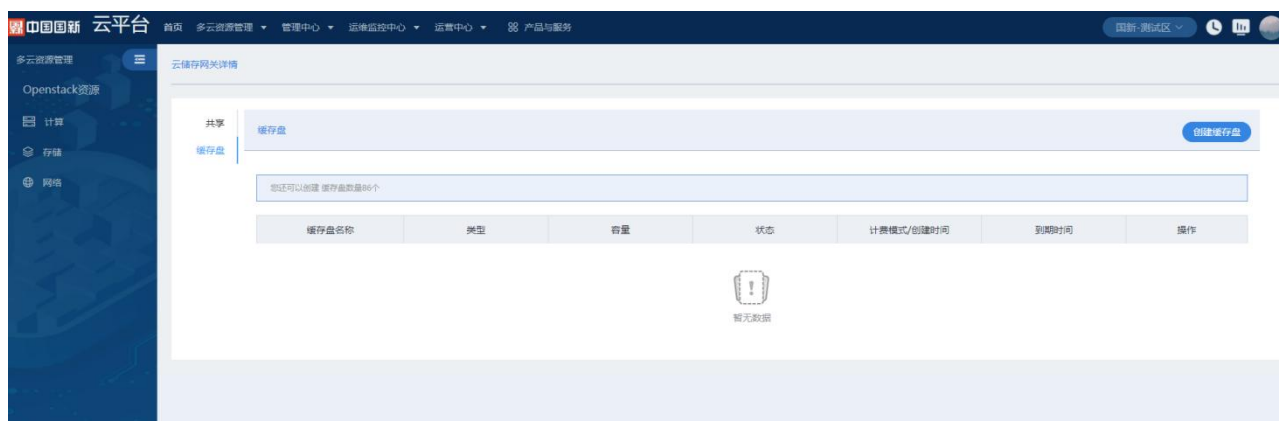 中国国新 云平台 首页 多云资源管理 管理中心 运维监控中心 运营中心 产品与服务 国新-测试区
多云资源管理
云储存网关详情
Openstack资源
计算
存储
网络
共享
缓存盘
缓存盘
创建缓存盘
您还可以创建 缓存盘数量86个
缓存盘名称 类型 容量 状态 计费模式/创建时间 到期时间 操作
暂无数据